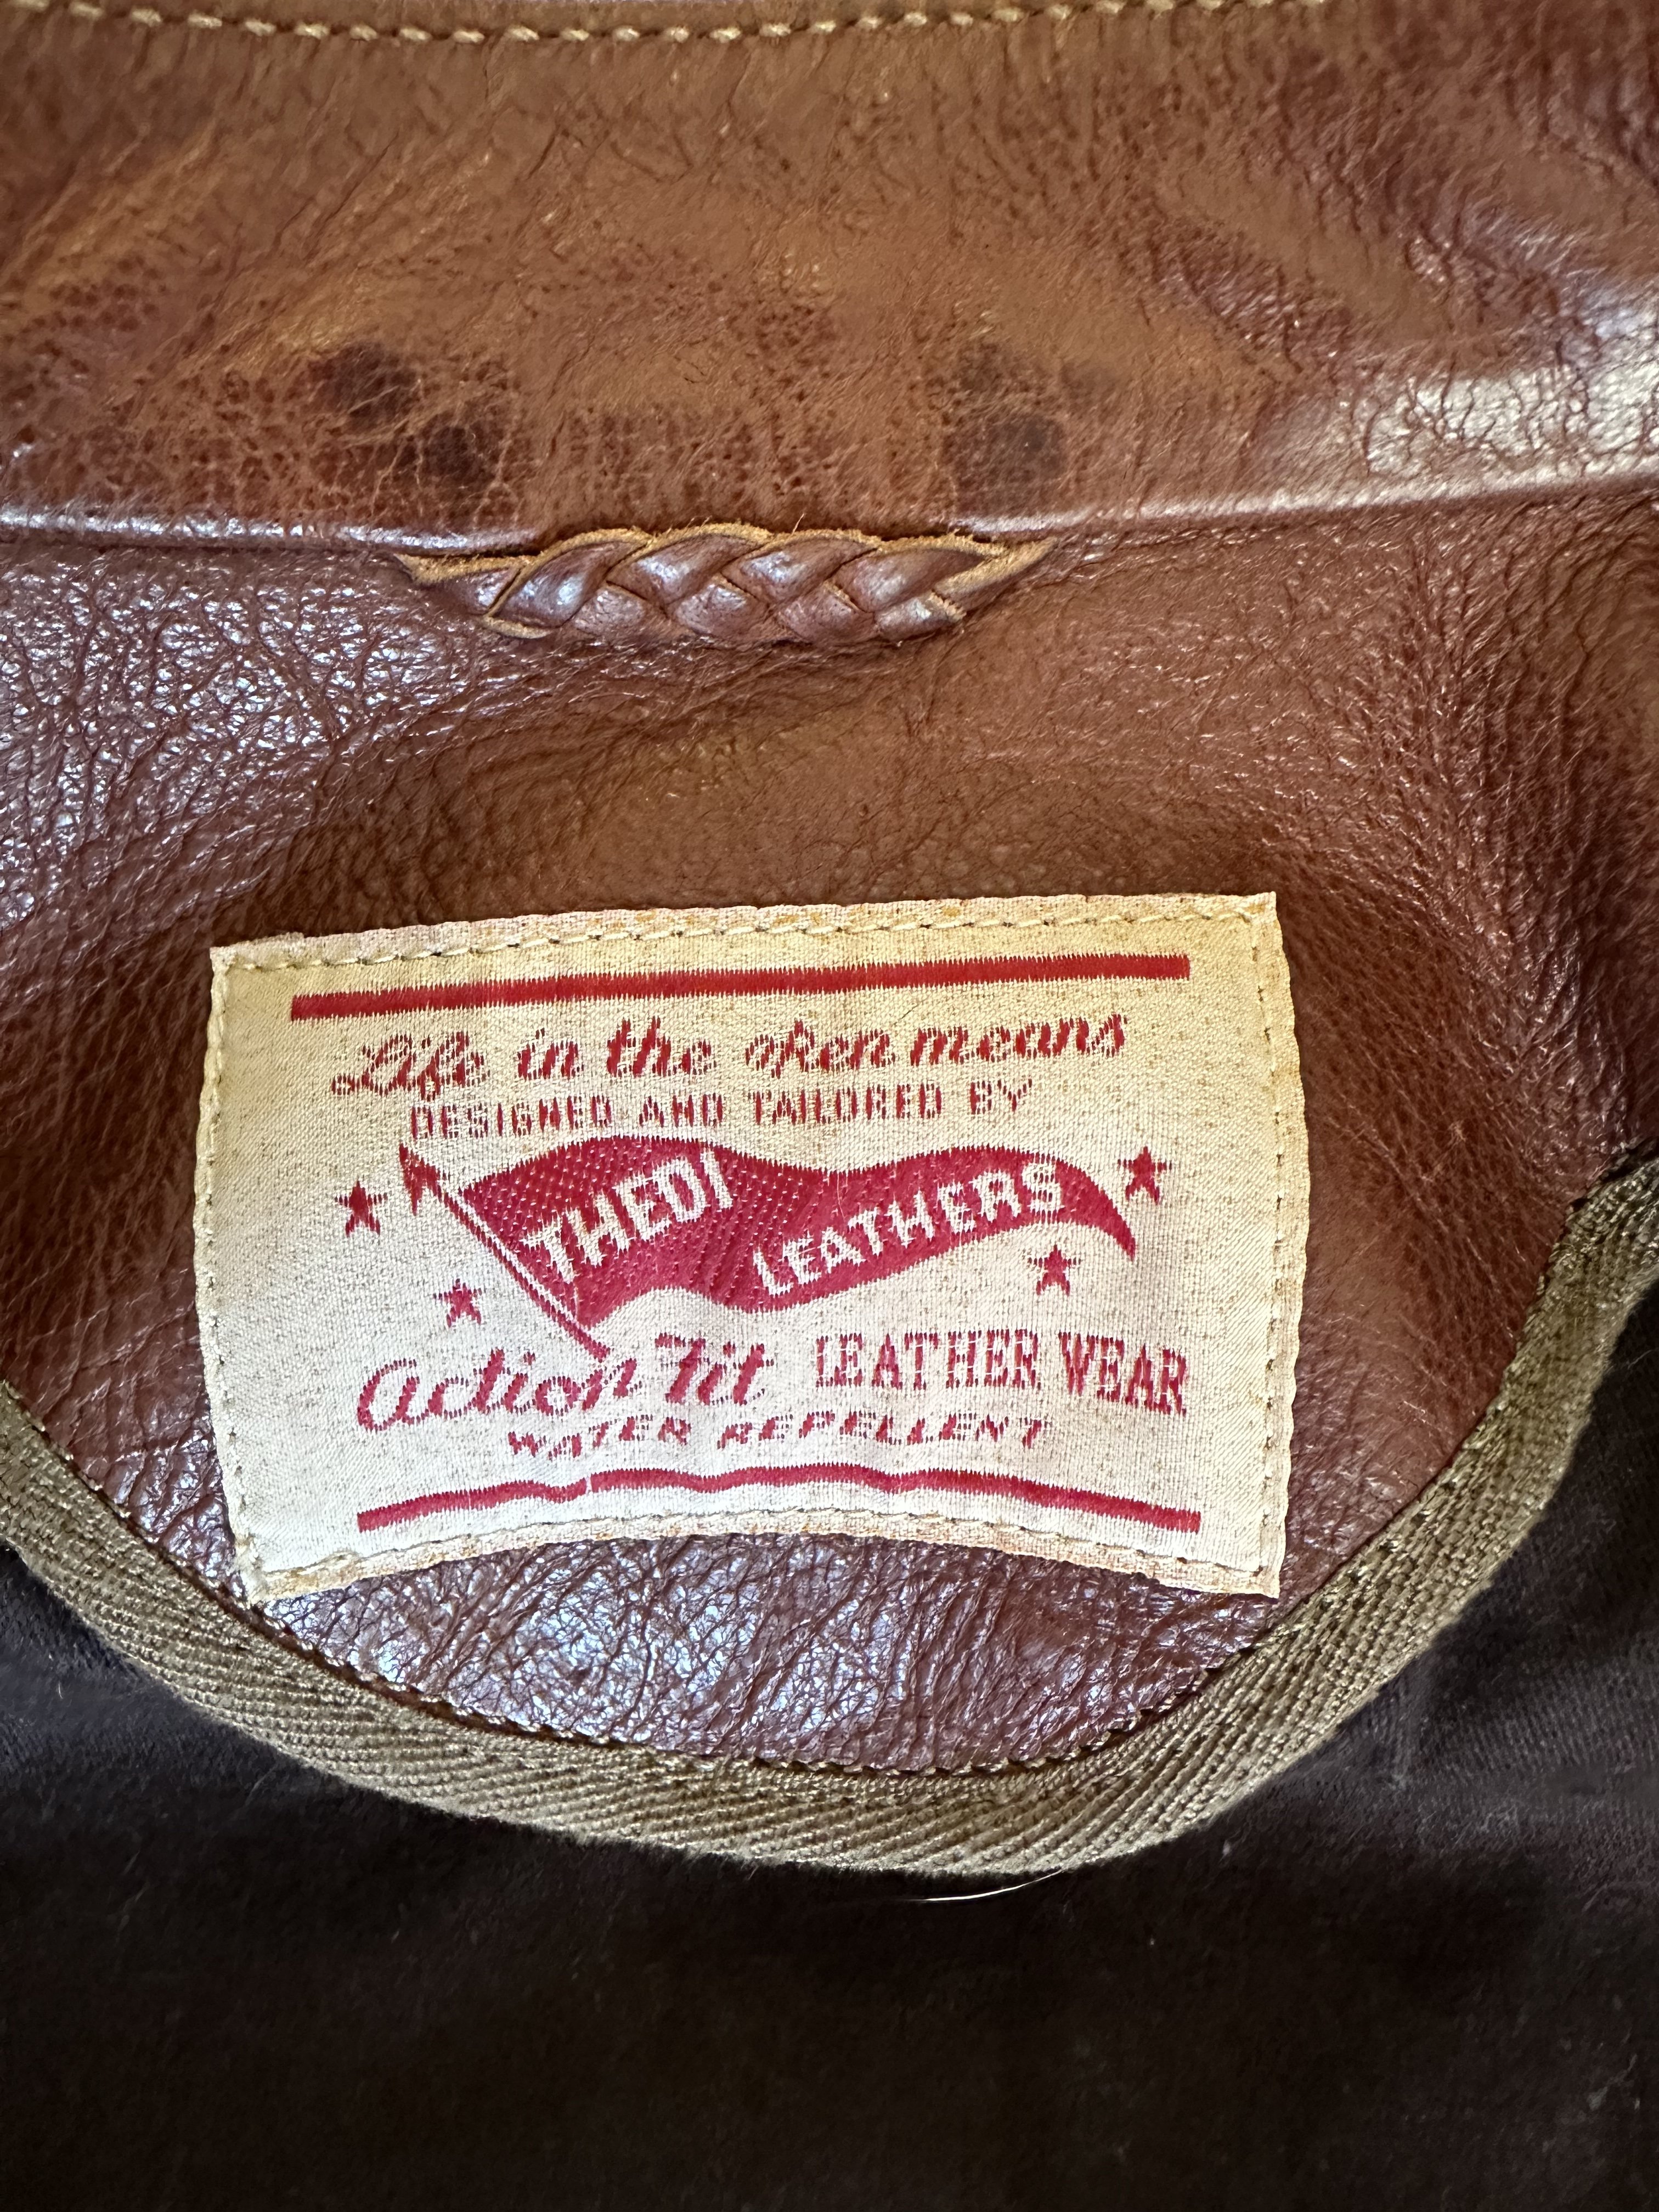 Life in the open means
DESIGNED AND TAILORED BY
THEDI
LEATHERS
Action Fit LEATHER WEAR
WATER REPELLENT